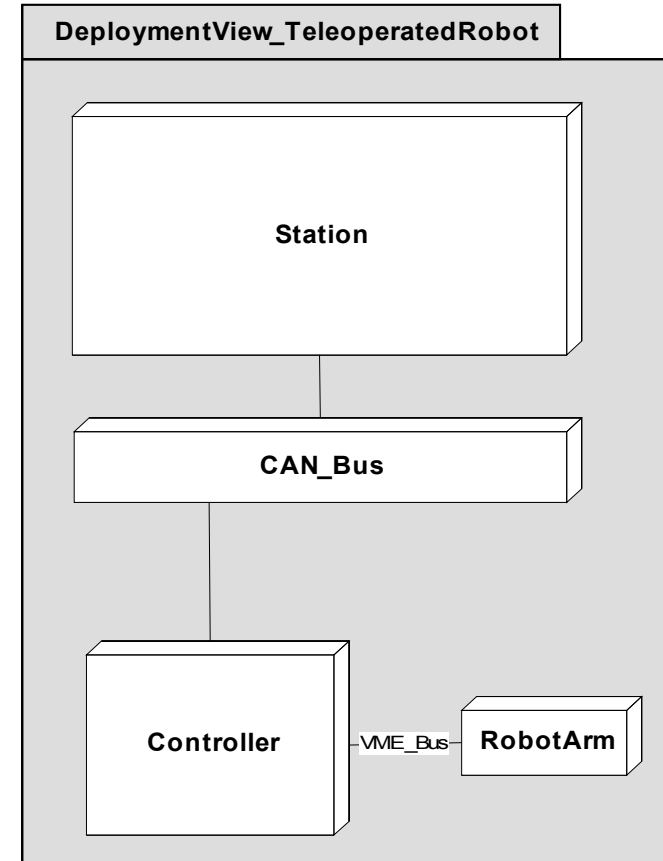 DeploymentView_TeleoperatedRobot
Station
CAN_Bus
Controller
VME_Bus
RobotArm